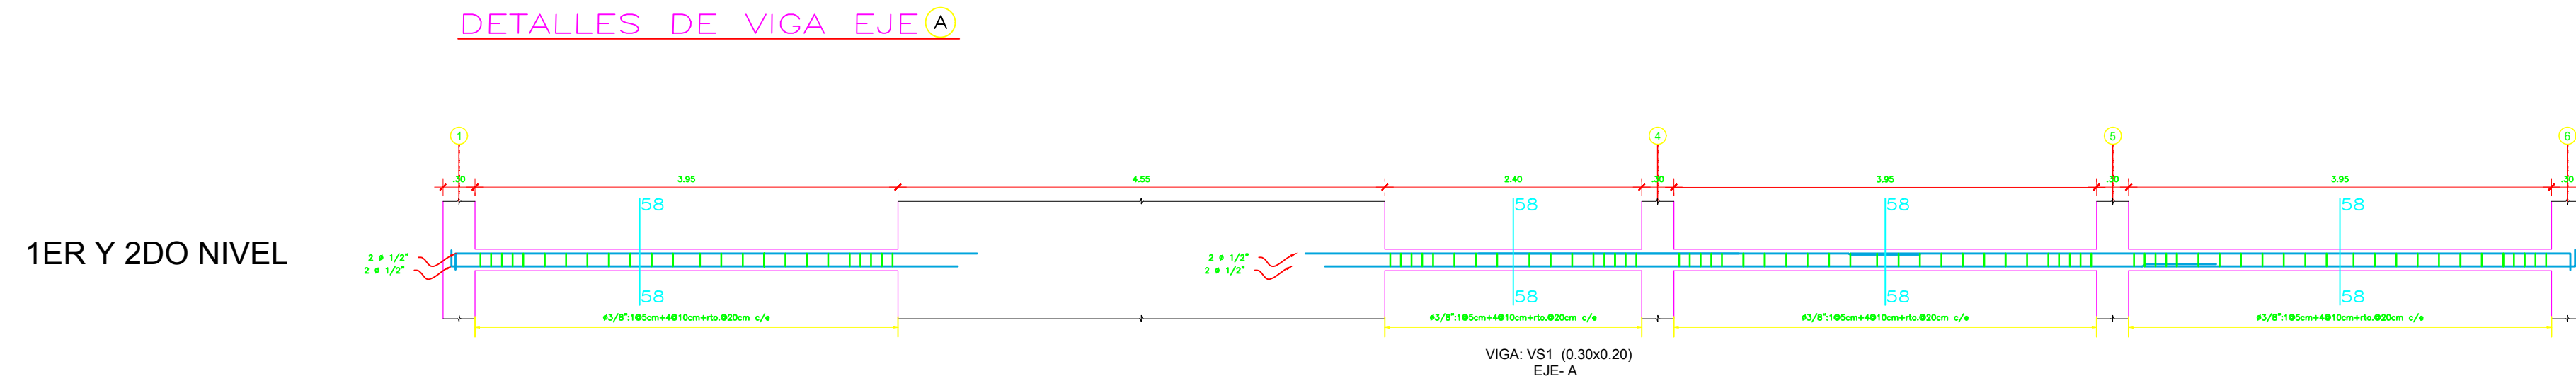 DETALLES DE VIGA EJE A
1 4 5 6
.30 3.95 4.55 2.40 .30 3.95 .30 3.95 .30
58 58 58 58
1ER Y 2DO NIVEL
2 ø 1/2" 2 ø 1/2"
2 ø 1/2" 2 ø 1/2"
58 58 58 58
ø3/8":1@5cm+4@10cm+rto.@20cm c/e ø3/8":1@5cm+4@10cm+rto.@20cm c/e ø3/8":1@5cm+4@10cm+rto.@20cm c/e ø3/8":1@5cm+4@10cm+rto.@20cm c/e
VIGA: VS1 (0.30x0.20)
EJE- A